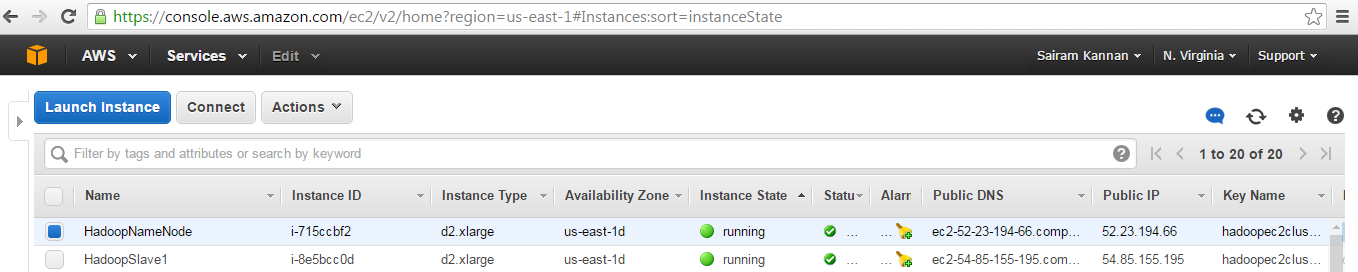 https://console.aws.amazon.com/ec2/v2/home?region=us-east-1#Instances:sort=instanceState
AWS Services Edit Sairam Kannan N. Virginia Support
Launch Instance Connect Actions
Filter by tags and attributes or search by keyword 1 to 20 of 20
Name Instance ID Instance Type Availability Zone Instance State Statu Alarr Public DNS Public IP Key Name
HadoopNameNode i-715ccbf2 d2.xlarge us-east-1d running ... ... ec2-52-23-194-66.comp... 52.23.194.66 hadoopec2clus...
HadoopSlave1 i-8e5bcc0d d2.xlarge us-east-1d running ... ... ec2-54-85-155-195.com... 54.85.155.195 hadoopec2clus...